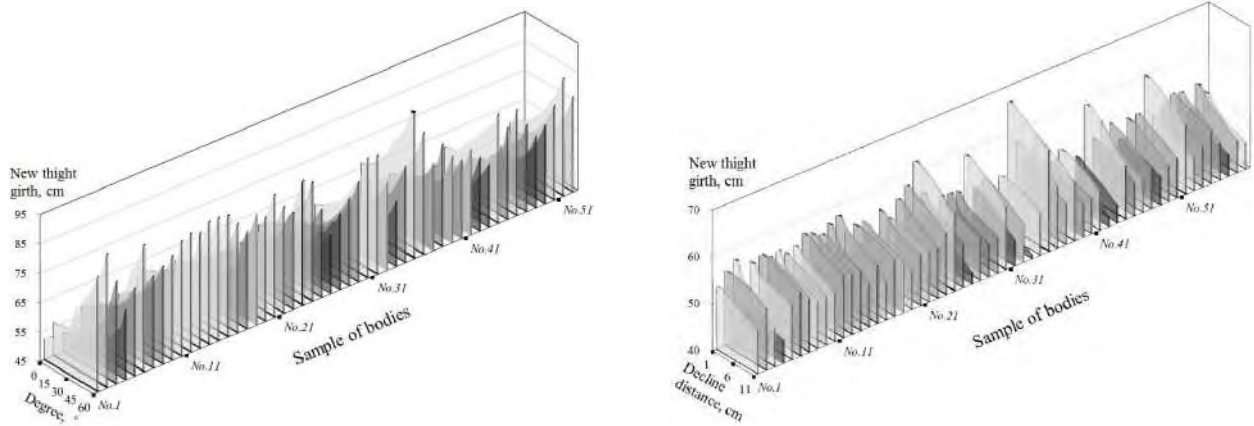 New thight
girth, cm
95
85
75
65
55
45
0
15
30
45
60
Degree, °
No.1
No.11
No.21
No.31
No.41
No.51
Sample of bodies
New thight
girth, cm
70
60
50
40
1
6
11
Decline
distance, cm
No.1
No.11
No.21
No.31
No.41
No.51
Sample of bodies